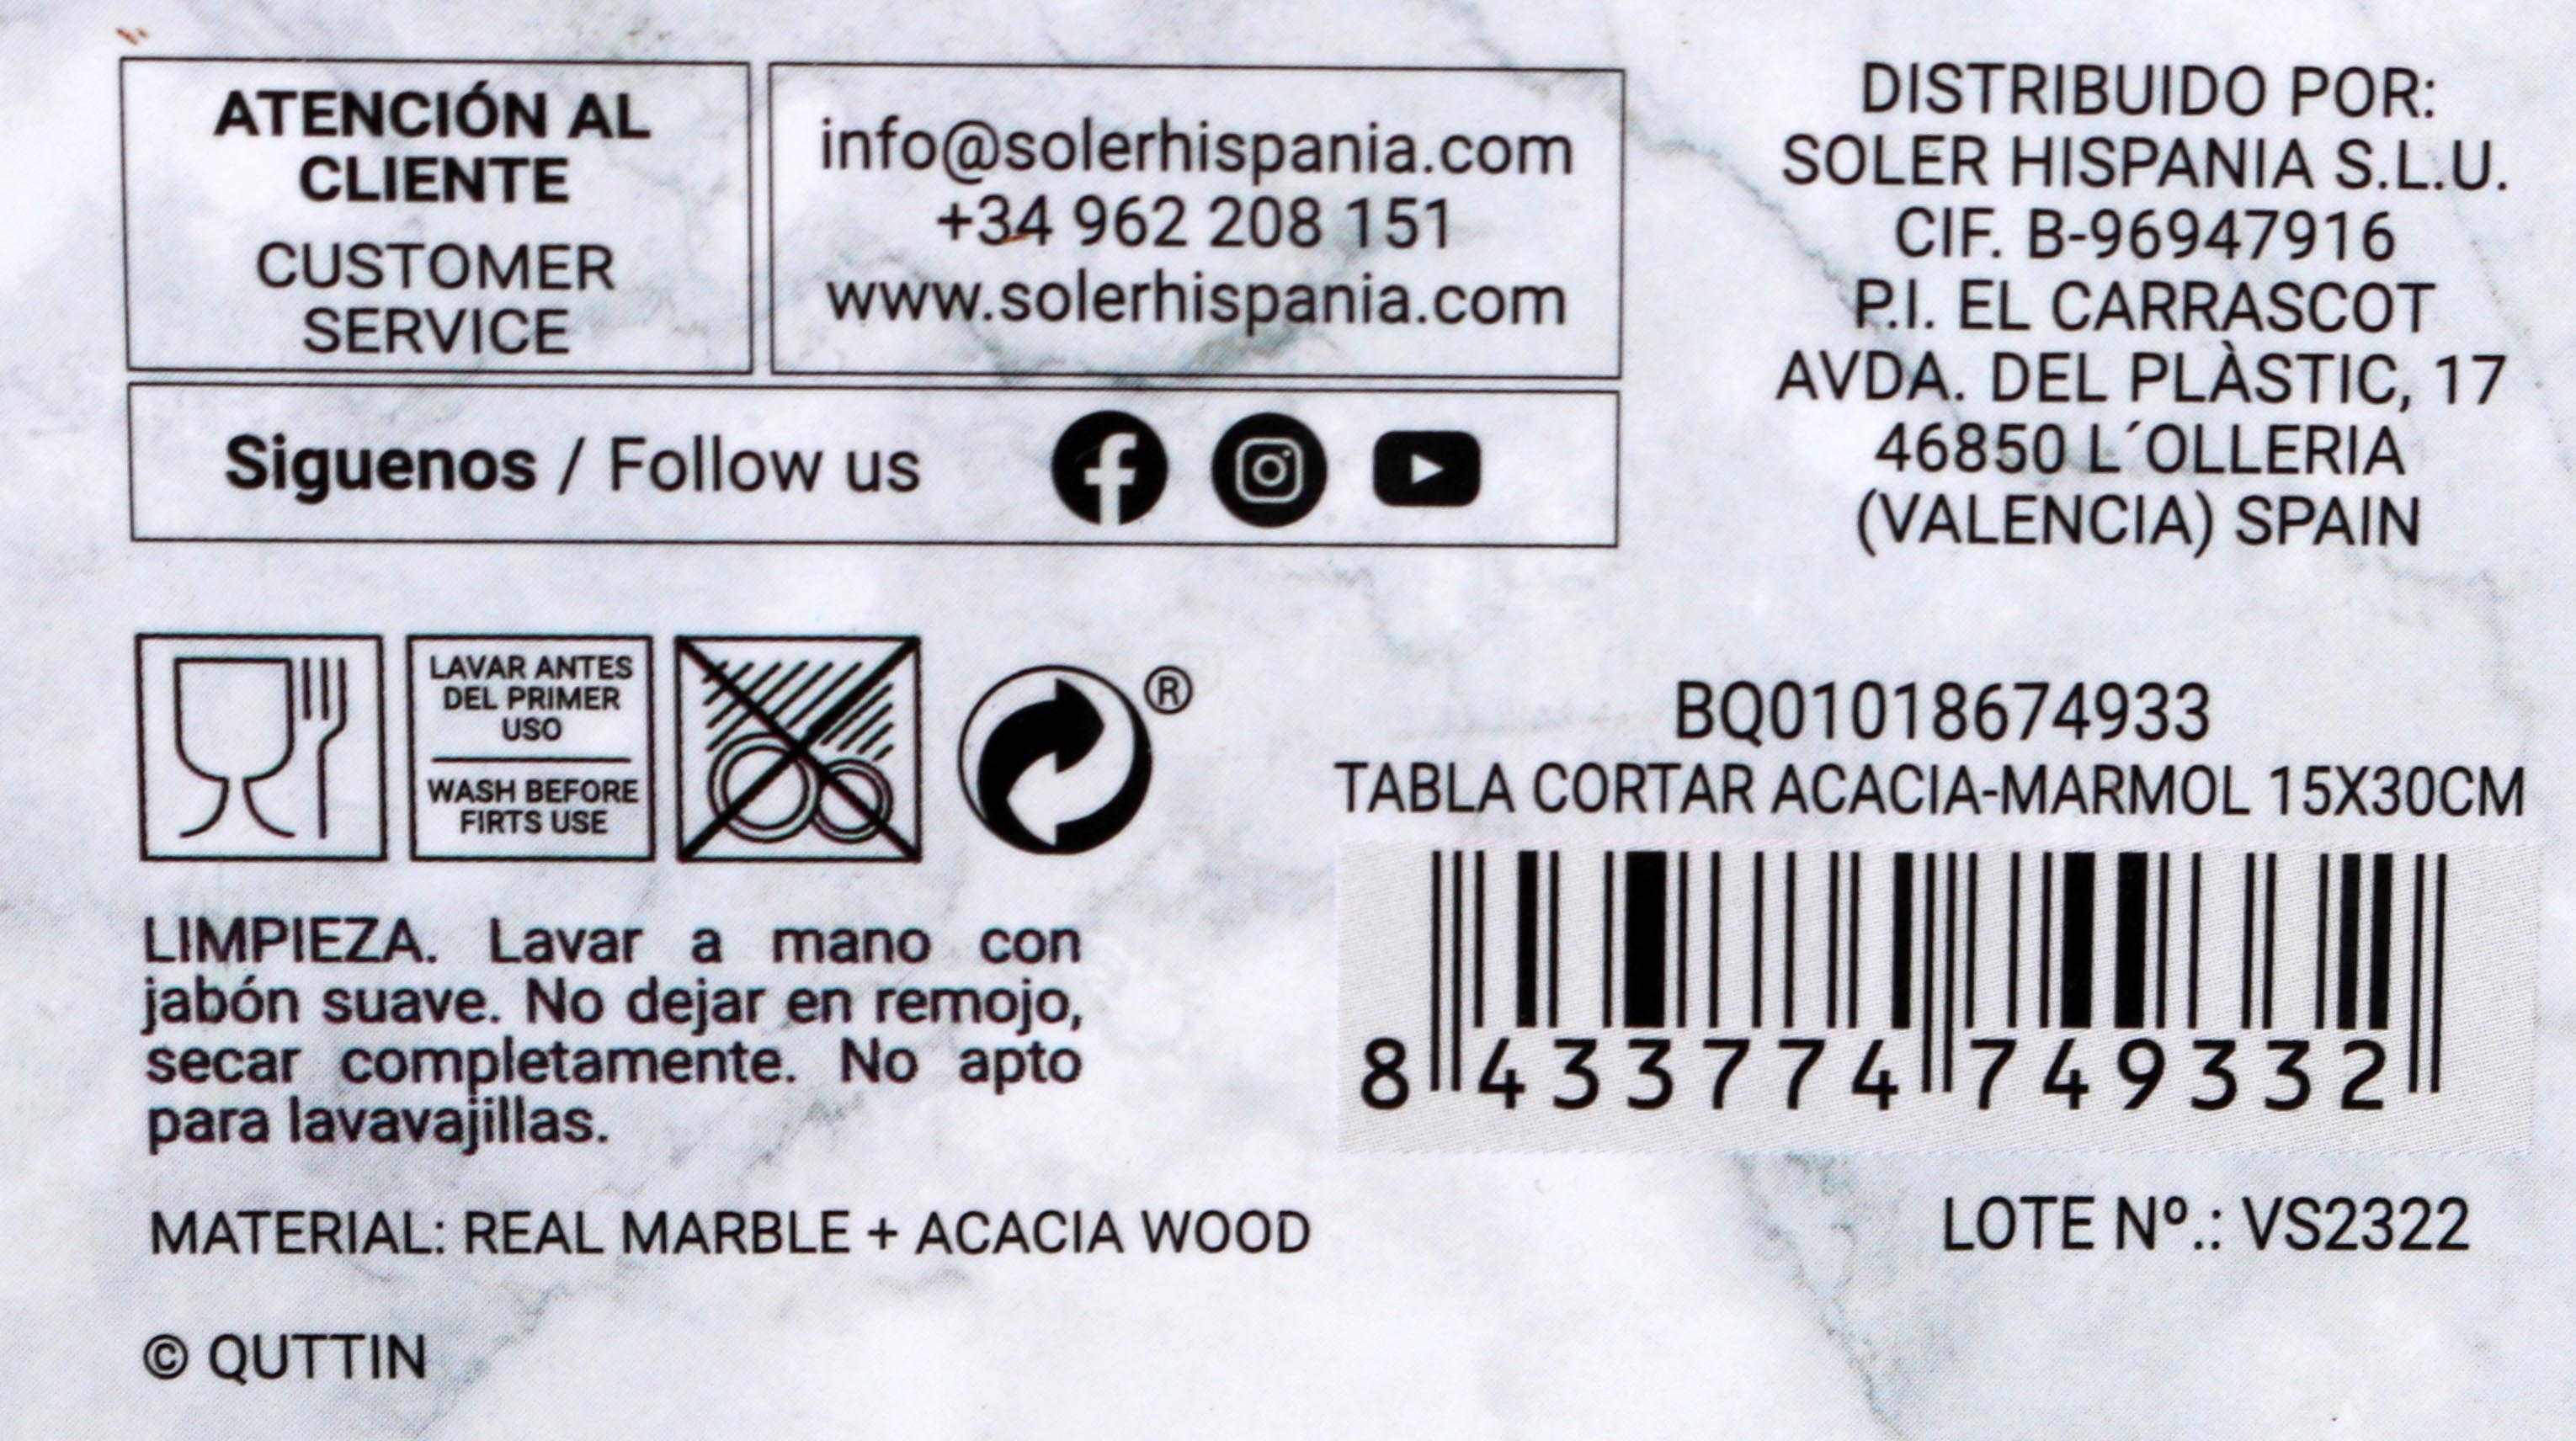 ATENCIÓN AL
CLIENTE
CUSTOMER
SERVICE
info@solerhispania.com
+34 962 208 151
www.solerhispania.com
Siguenos / Follow us
DISTRIBUIDO POR:
SOLER HISPANIA S.L.U.
CIF. B-96947916
P.I. EL CARRASCOT
AVDA. DEL PLÀSTIC, 17
46850 L´OLLERIA
(VALENCIA) SPAIN
LAVAR ANTES
DEL PRIMER
USO
WASH BEFORE
FIRTS USE
®
LIMPIEZA. Lavar a mano con
jabón suave. No dejar en remojo,
secar completamente. No apto
para lavavajillas.
MATERIAL: REAL MARBLE + ACACIA WOOD
© QUTTIN
BQ01018674933
TABLA CORTAR ACACIA-MARMOL 15X30CM
8 433774 749332
LOTE Nº.: VS2322